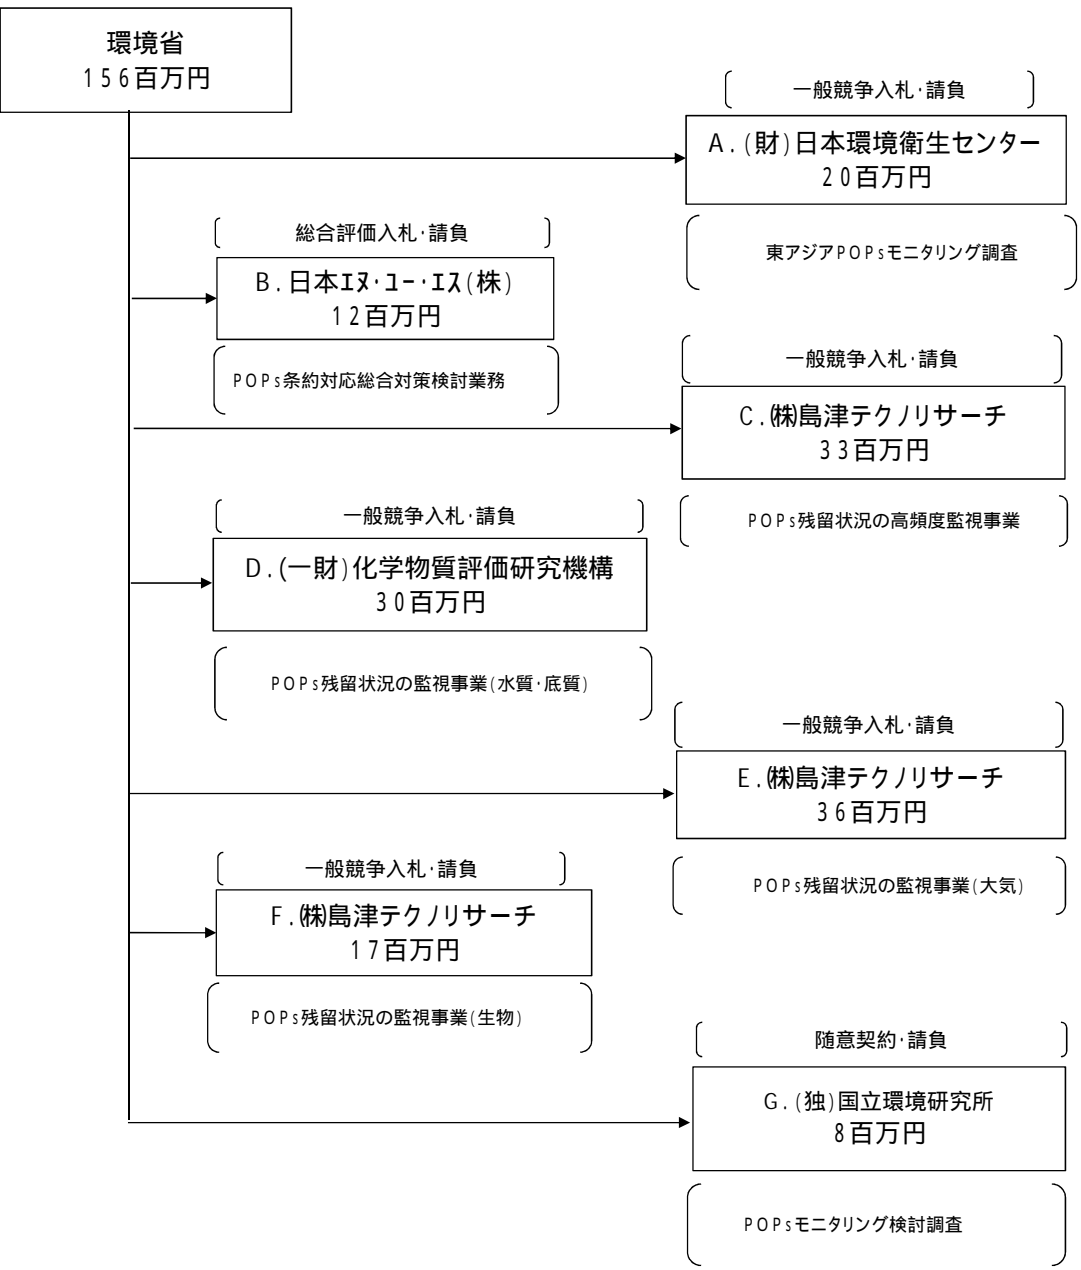 環境省
156百万円
一般競争入札・請負
A.(財)日本環境衛生センター
20百万円
東アジアPOPsモニタリング調査
総合評価入札・請負
B.日本エヌ・ユー・エス(株)
12百万円
POPs条約対応総合対策検討業務
一般競争入札・請負
C.㈱島津テクノリサーチ
33百万円
POPs残留状況の高頻度監視事業
一般競争入札・請負
D.(一財)化学物質評価研究機構
30百万円
POPs残留状況の監視事業(水質・底質)
一般競争入札・請負
E.㈱島津テクノリサーチ
36百万円
POPs残留状況の監視事業(大気)
一般競争入札・請負
F.㈱島津テクノリサーチ
17百万円
POPs残留状況の監視事業(生物)
随意契約・請負
G.(独)国立環境研究所
8百万円
POPsモニタリング検討調査